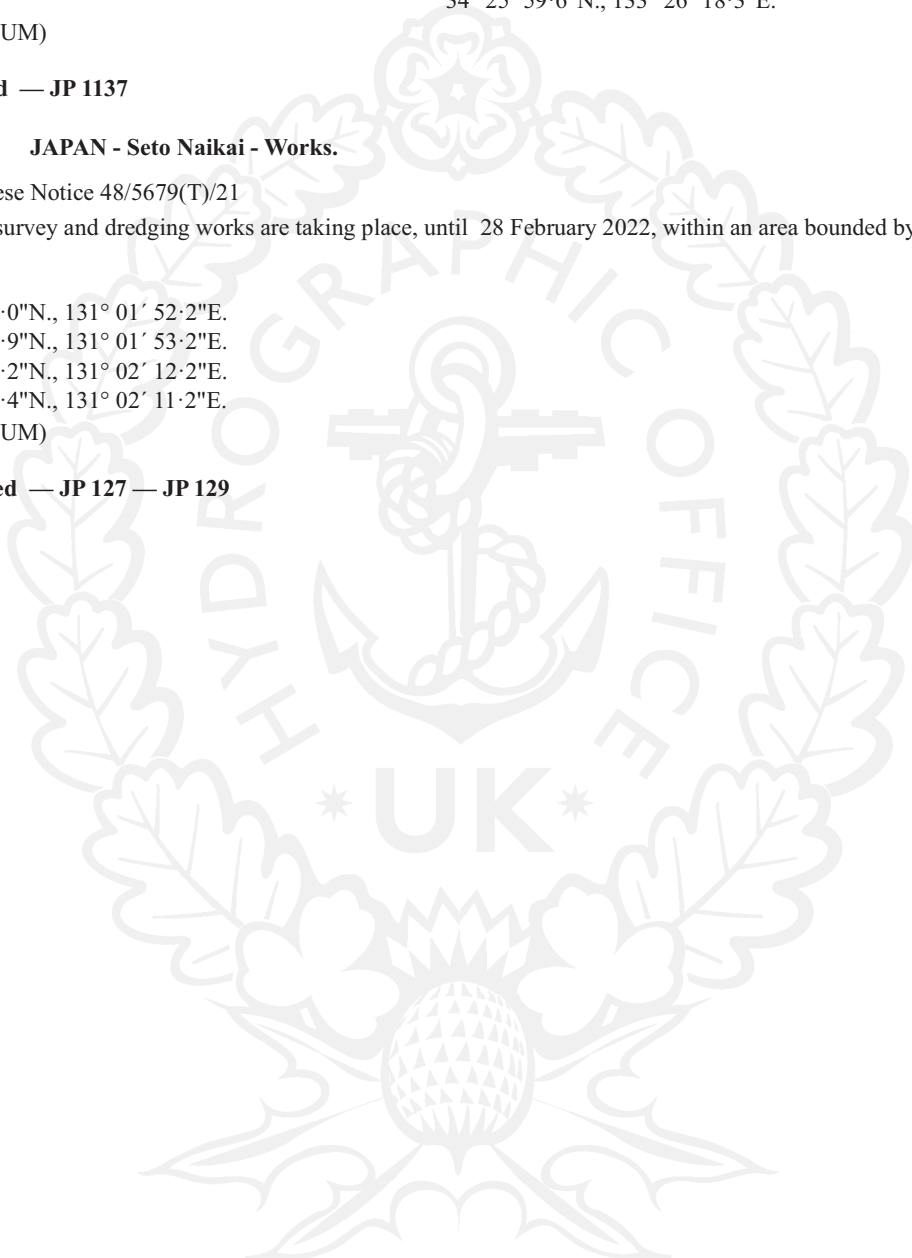 34° 25´ 59·6"N., 133° 26´ 18·3"E.
UM)
d — JP 1137
JAPAN - Seto Naikai - Works.
ese Notice 48/5679(T)/21
survey and dredging works are taking place, until 28 February 2022, within an area bounded by
·0"N., 131° 01´ 52·2"E.
·9"N., 131° 01´ 53·2"E.
·2"N., 131° 02´ 12·2"E.
·4"N., 131° 02´ 11·2"E.
UM)
ed — JP 127 — JP 129
HYDROGRAPHIC OFFICE
* UK *